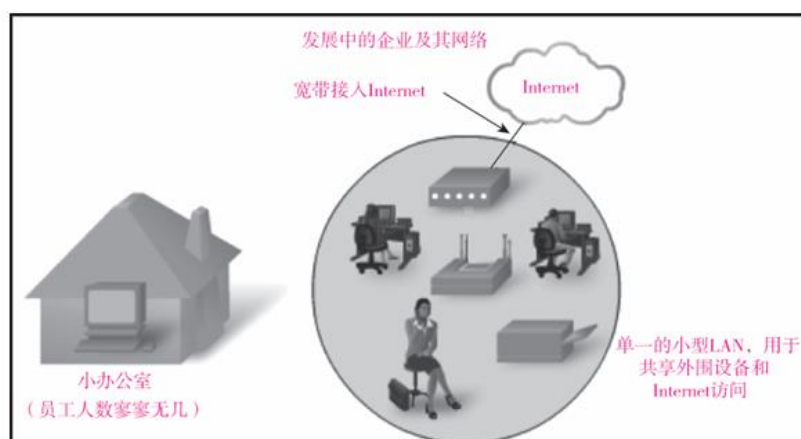 发展中的企业及其网络
宽带接入Internet
Internet
小办公室
（员工人数寥寥无几）
单一的小型LAN，用于
共享外围设备和
Internet访问